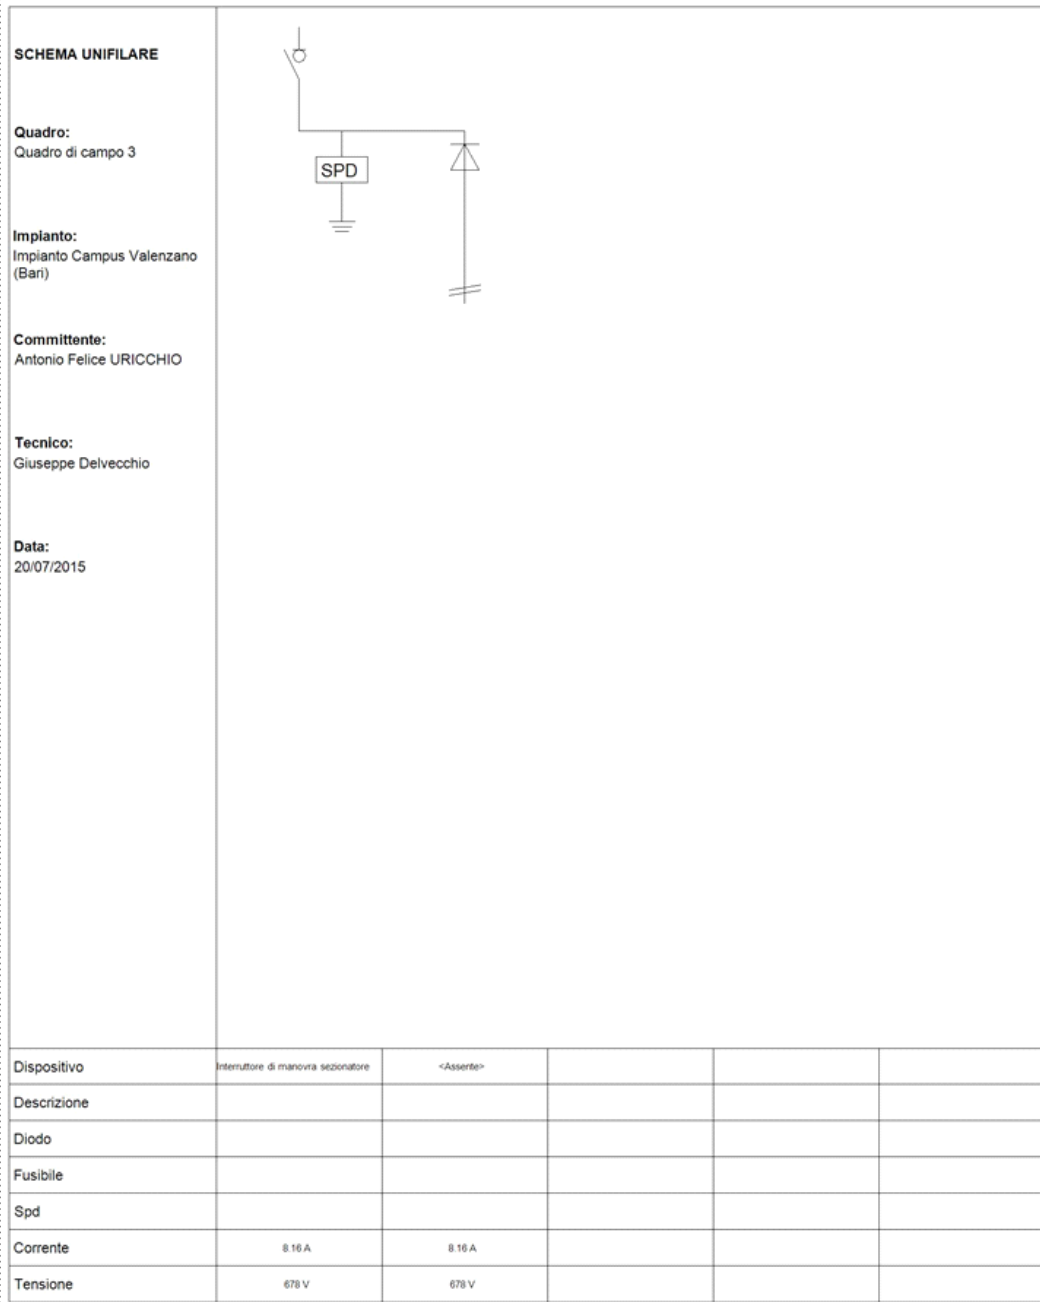 SCHEMA UNIFILARE
Quadro:
Quadro di campo 3
Impianto:
Impianto Campus Valenzano
(Bari)
Committente:
Antonio Felice URICCHIO
Tecnico:
Giuseppe Delvecchio
Data:
20/07/2015
SPD
Dispositivo Interruttore di manovra sezionatore <Assente>
Descrizione
Diodo
Fusibile
Spd
Corrente 8.16 A 8.16 A
Tensione 678 V 678 V